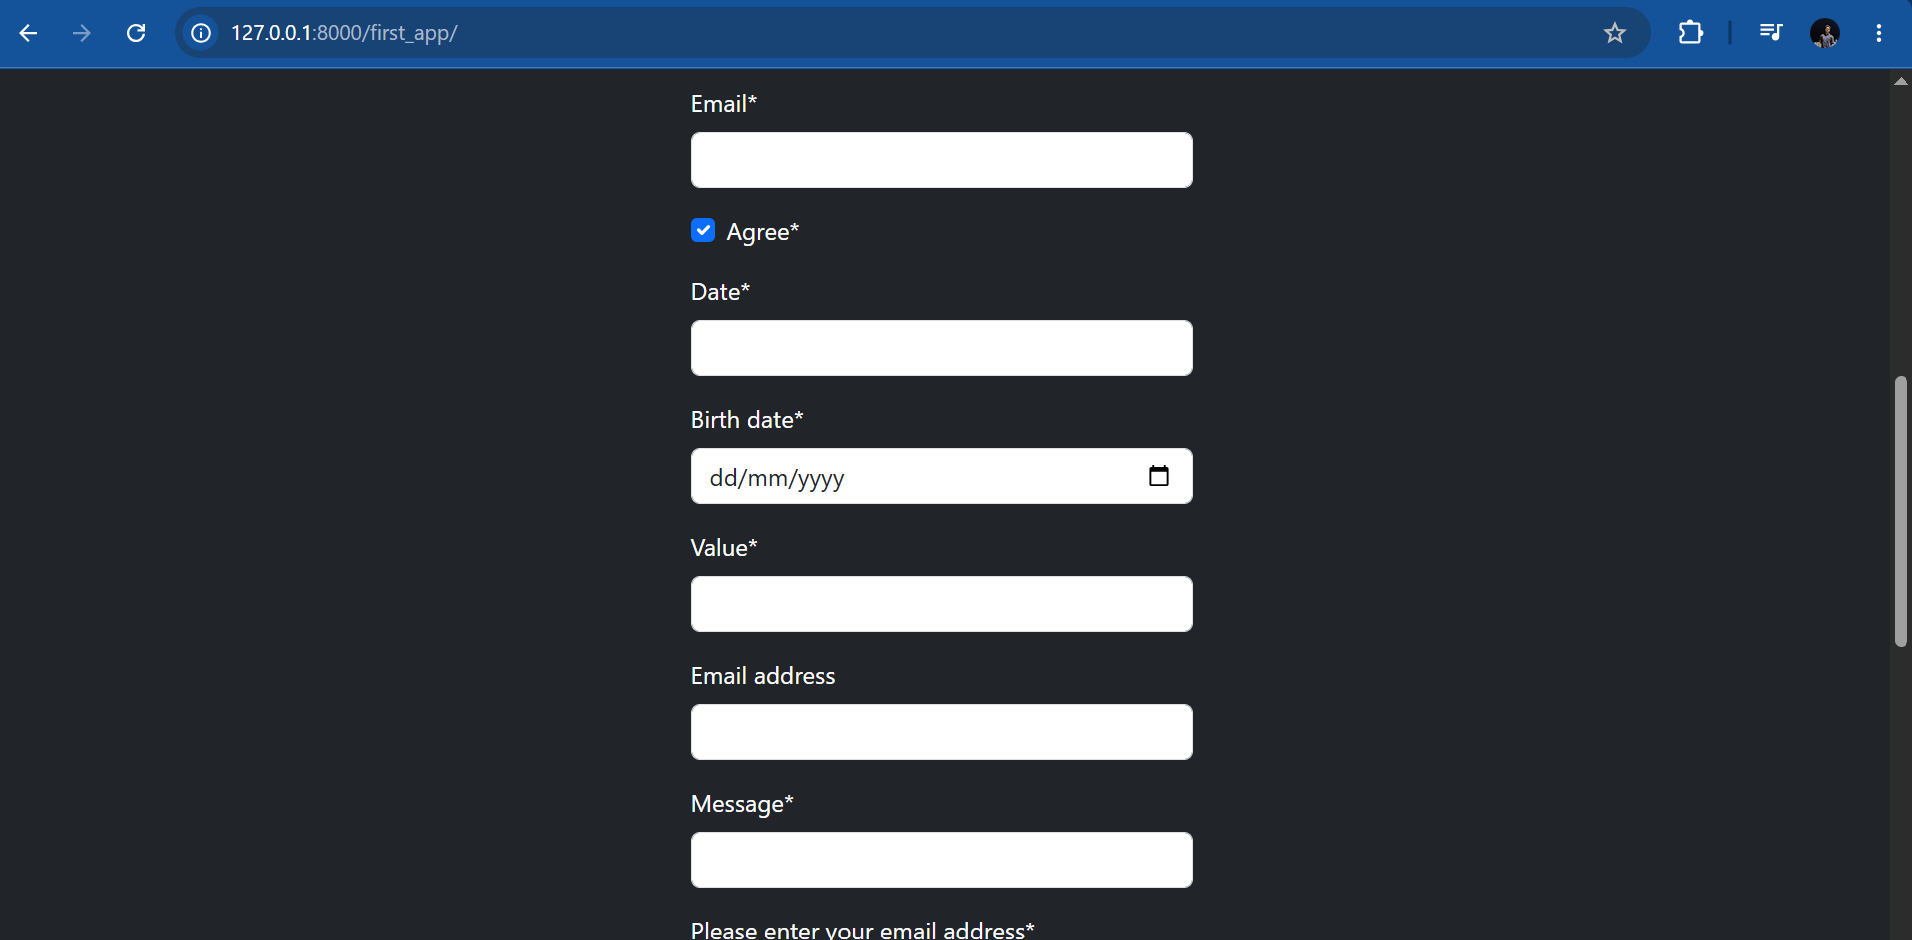 127.0.0.1:8000/first_app/
Email*
Agree*
Date*
Birth date*
dd/mm/yyyy
Value*
Email address
Message*
Please enter your email address*